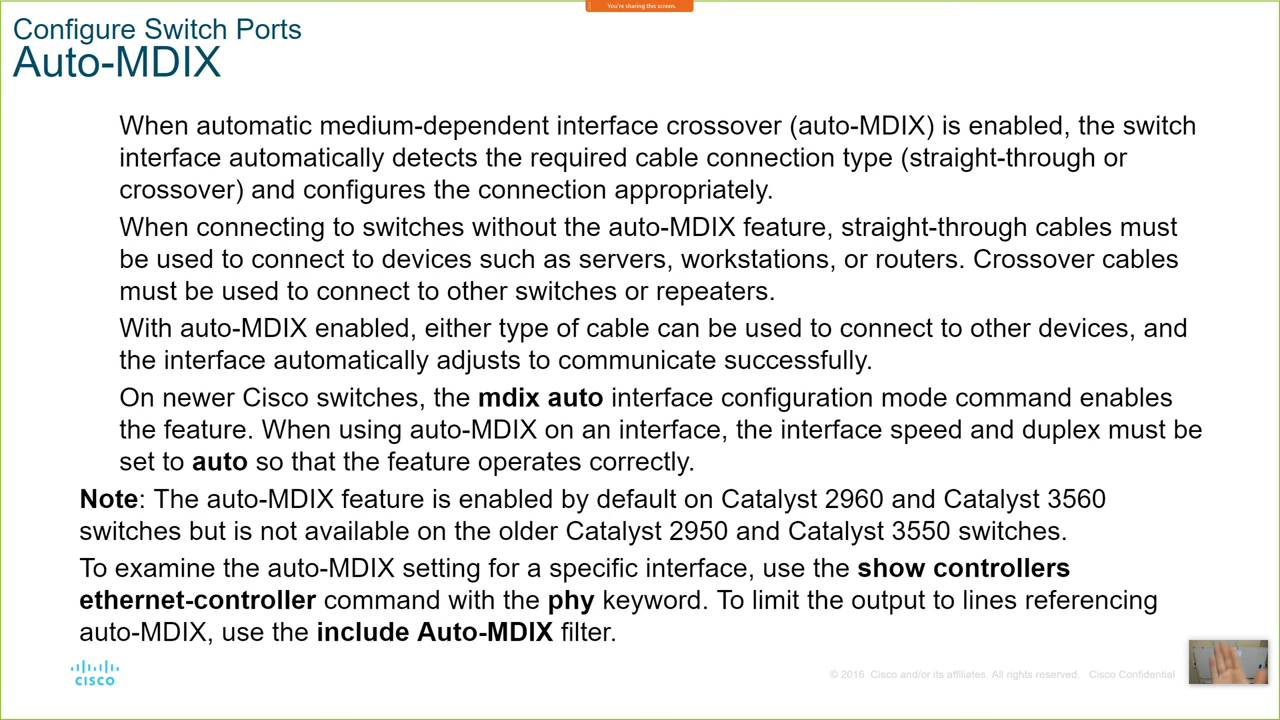 You're sharing this screen.
Configure Switch Ports
Auto-MDIX
When automatic medium-dependent interface crossover (auto-MDIX) is enabled, the switch
interface automatically detects the required cable connection type (straight-through or
crossover) and configures the connection appropriately.
When connecting to switches without the auto-MDIX feature, straight-through cables must
be used to connect to devices such as servers, workstations, or routers. Crossover cables
must be used to connect to other switches or repeaters.
With auto-MDIX enabled, either type of cable can be used to connect to other devices, and
the interface automatically adjusts to communicate successfully.
On newer Cisco switches, the mdix auto interface configuration mode command enables
the feature. When using auto-MDIX on an interface, the interface speed and duplex must be
set to auto so that the feature operates correctly.
Note: The auto-MDIX feature is enabled by default on Catalyst 2960 and Catalyst 3560
switches but is not available on the older Catalyst 2950 and Catalyst 3550 switches.
To examine the auto-MDIX setting for a specific interface, use the show controllers
ethernet-controller command with the phy keyword. To limit the output to lines referencing
auto-MDIX, use the include Auto-MDIX filter.
CISCO
© 2016 Cisco and/or its affiliates. All rights reserved. Cisco Confidential